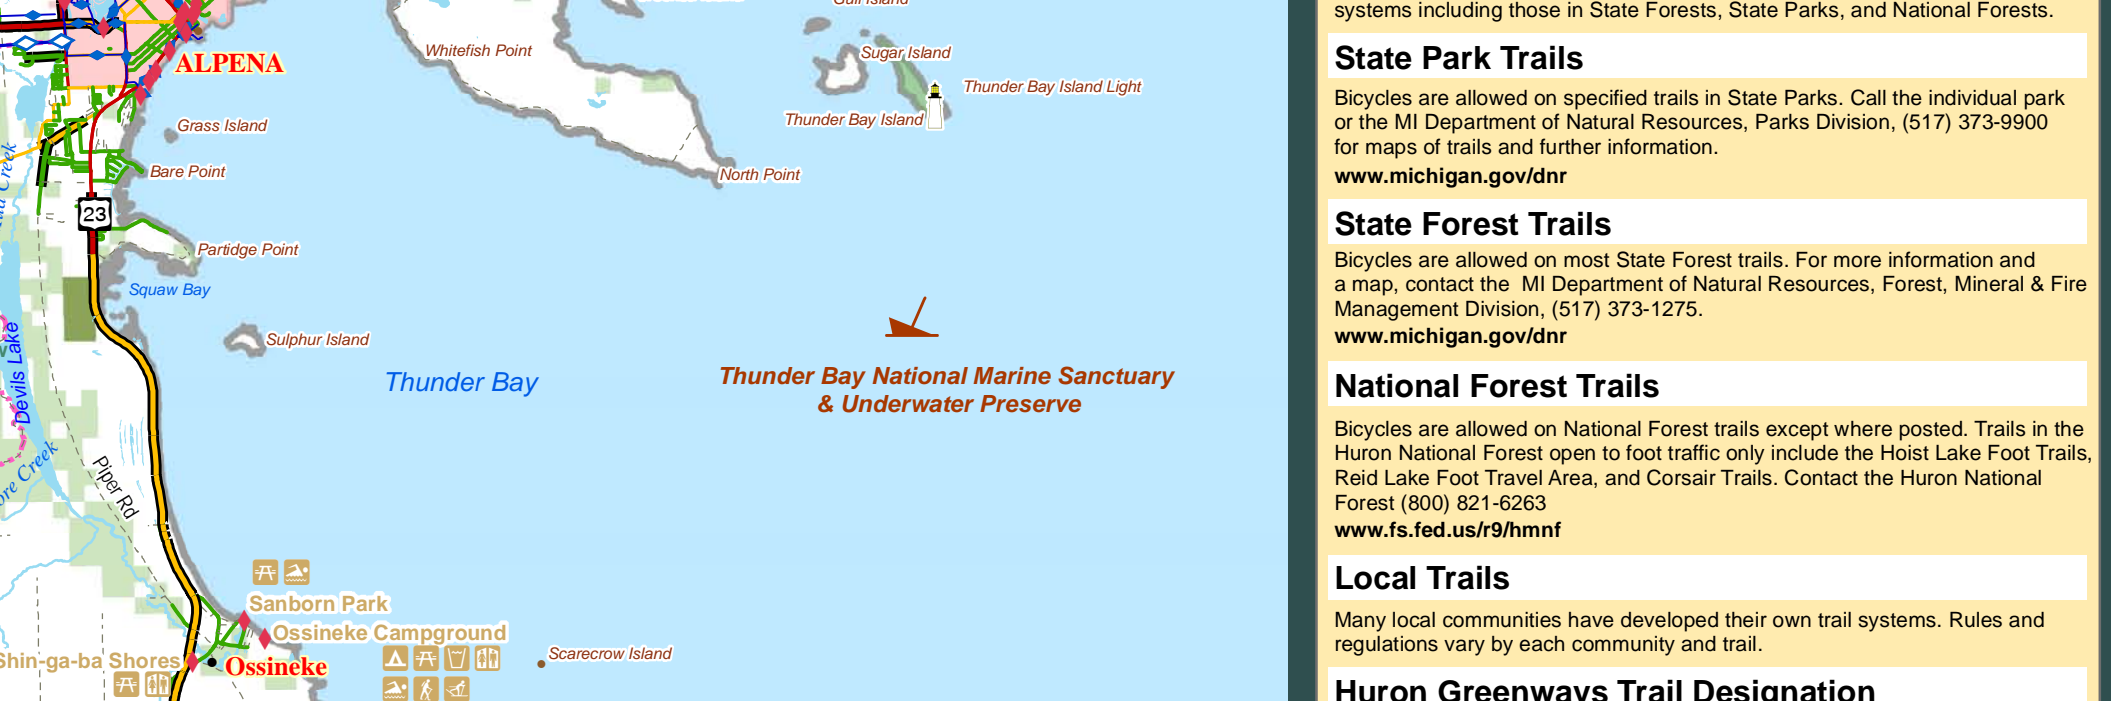 Gull Island
Whitefish Point
Sugar Island
ALPENA
Thunder Bay Island Light
Thunder Bay Island
Grass Island
Bare Point
North Point
23
Partidge Point
Squaw Bay
Sulphur Island
Thunder Bay
Thunder Bay National Marine Sanctuary
& Underwater Preserve
Devils Lake
Creek
Creek
Piper Rd
Sanborn Park
Ossineke Campground
Shin-ga-ba Shores
Ossineke
Scarecrow Island
systems including those in State Forests, State Parks, and National Forests.
State Park Trails
Bicycles are allowed on specified trails in State Parks. Call the individual park
or the MI Department of Natural Resources, Parks Division, (517) 373-9900
for maps of trails and further information.
www.michigan.gov/dnr
State Forest Trails
Bicycles are allowed on most State Forest trails. For more information and
a map, contact the  MI Department of Natural Resources, Forest, Mineral & Fire
Management Division, (517) 373-1275.
www.michigan.gov/dnr
National Forest Trails
Bicycles are allowed on National Forest trails except where posted. Trails in the
Huron National Forest open to foot traffic only include the Hoist Lake Foot Trails,
Reid Lake Foot Travel Area, and Corsair Trails. Contact the Huron National
Forest (800) 821-6263
www.fs.fed.us/r9/hmnf
Local Trails
Many local communities have developed their own trail systems. Rules and
regulations vary by each community and trail.
Huron Greenways Trail Designation